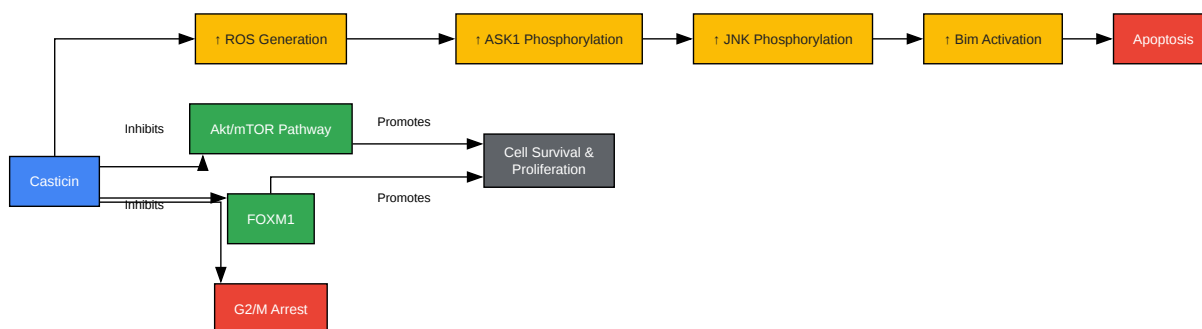 ↑ ROS Generation
↑ ASK1 Phosphorylation
↑ JNK Phosphorylation
↑ Bim Activation
Apoptosis
Inhibits
Akt/mTOR Pathway
Promotes
Cell Survival &
Proliferation
Casticin
Inhibits
FOXM1
Promotes
G2/M Arrest